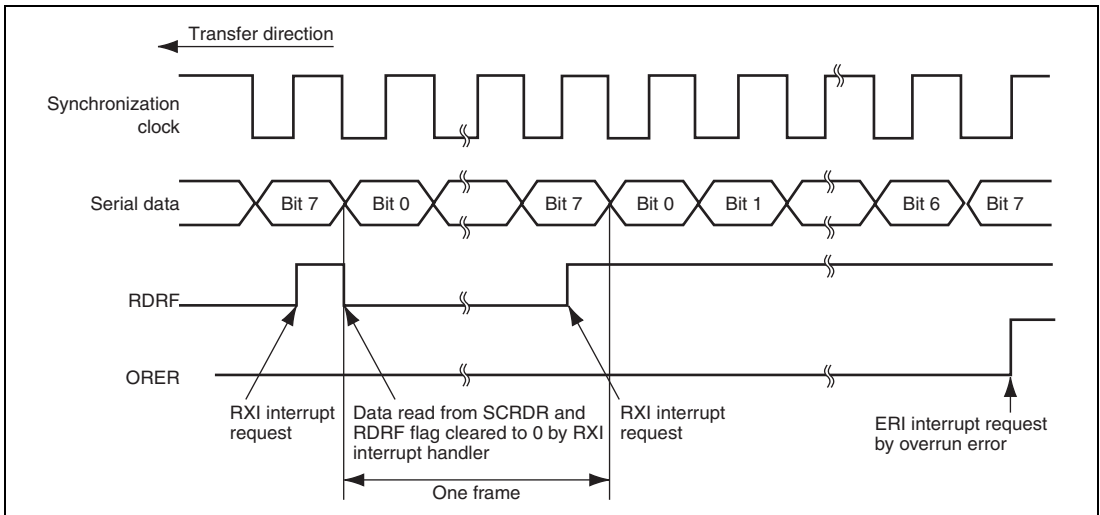 Transfer direction
Synchronization
clock
Serial data
Bit 7
Bit 0
Bit 7
Bit 0
Bit 1
Bit 6
Bit 7
RDRF
ORER
RXI interrupt
request
Data read from SCRDR and
RDRF flag cleared to 0 by RXI
interrupt handler
RXI interrupt
request
ERI interrupt request
by overrun error
One frame